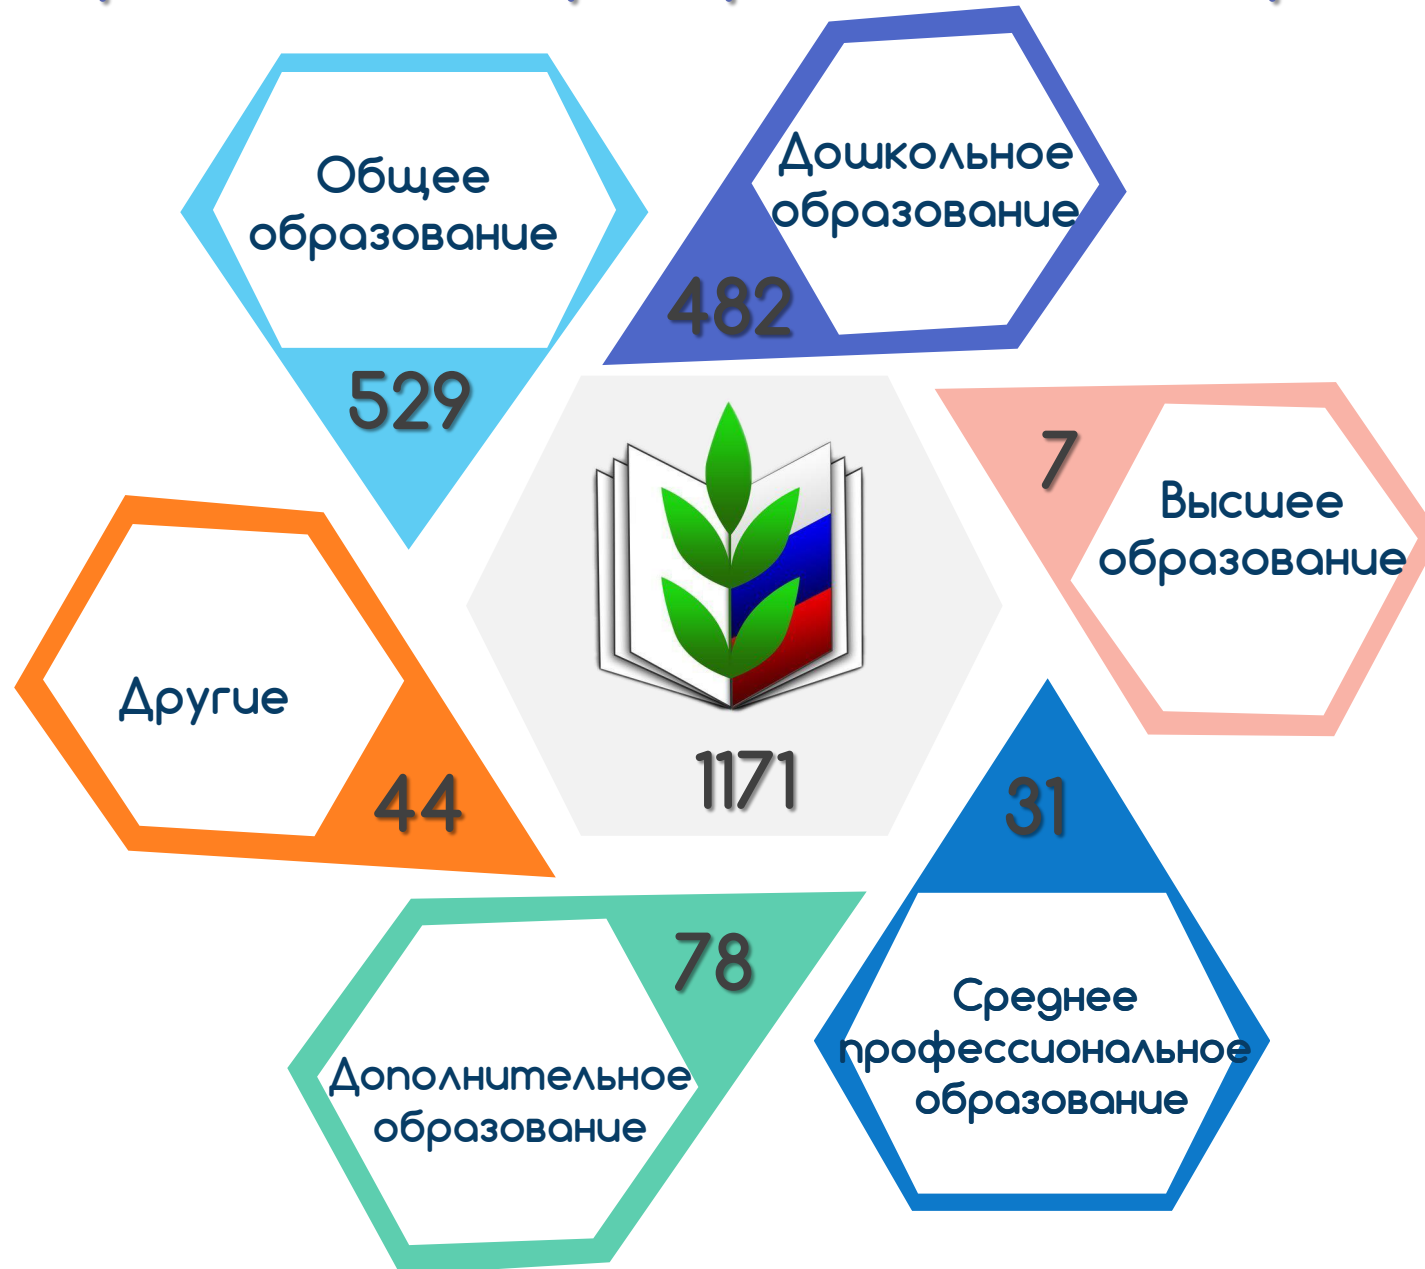 Общее
образование
529
Дошкольное
образование
482
7
Высшее
образование
Другие
44
1171
31
Среднее
профессиональное
образование
78
Дополнительное
образование